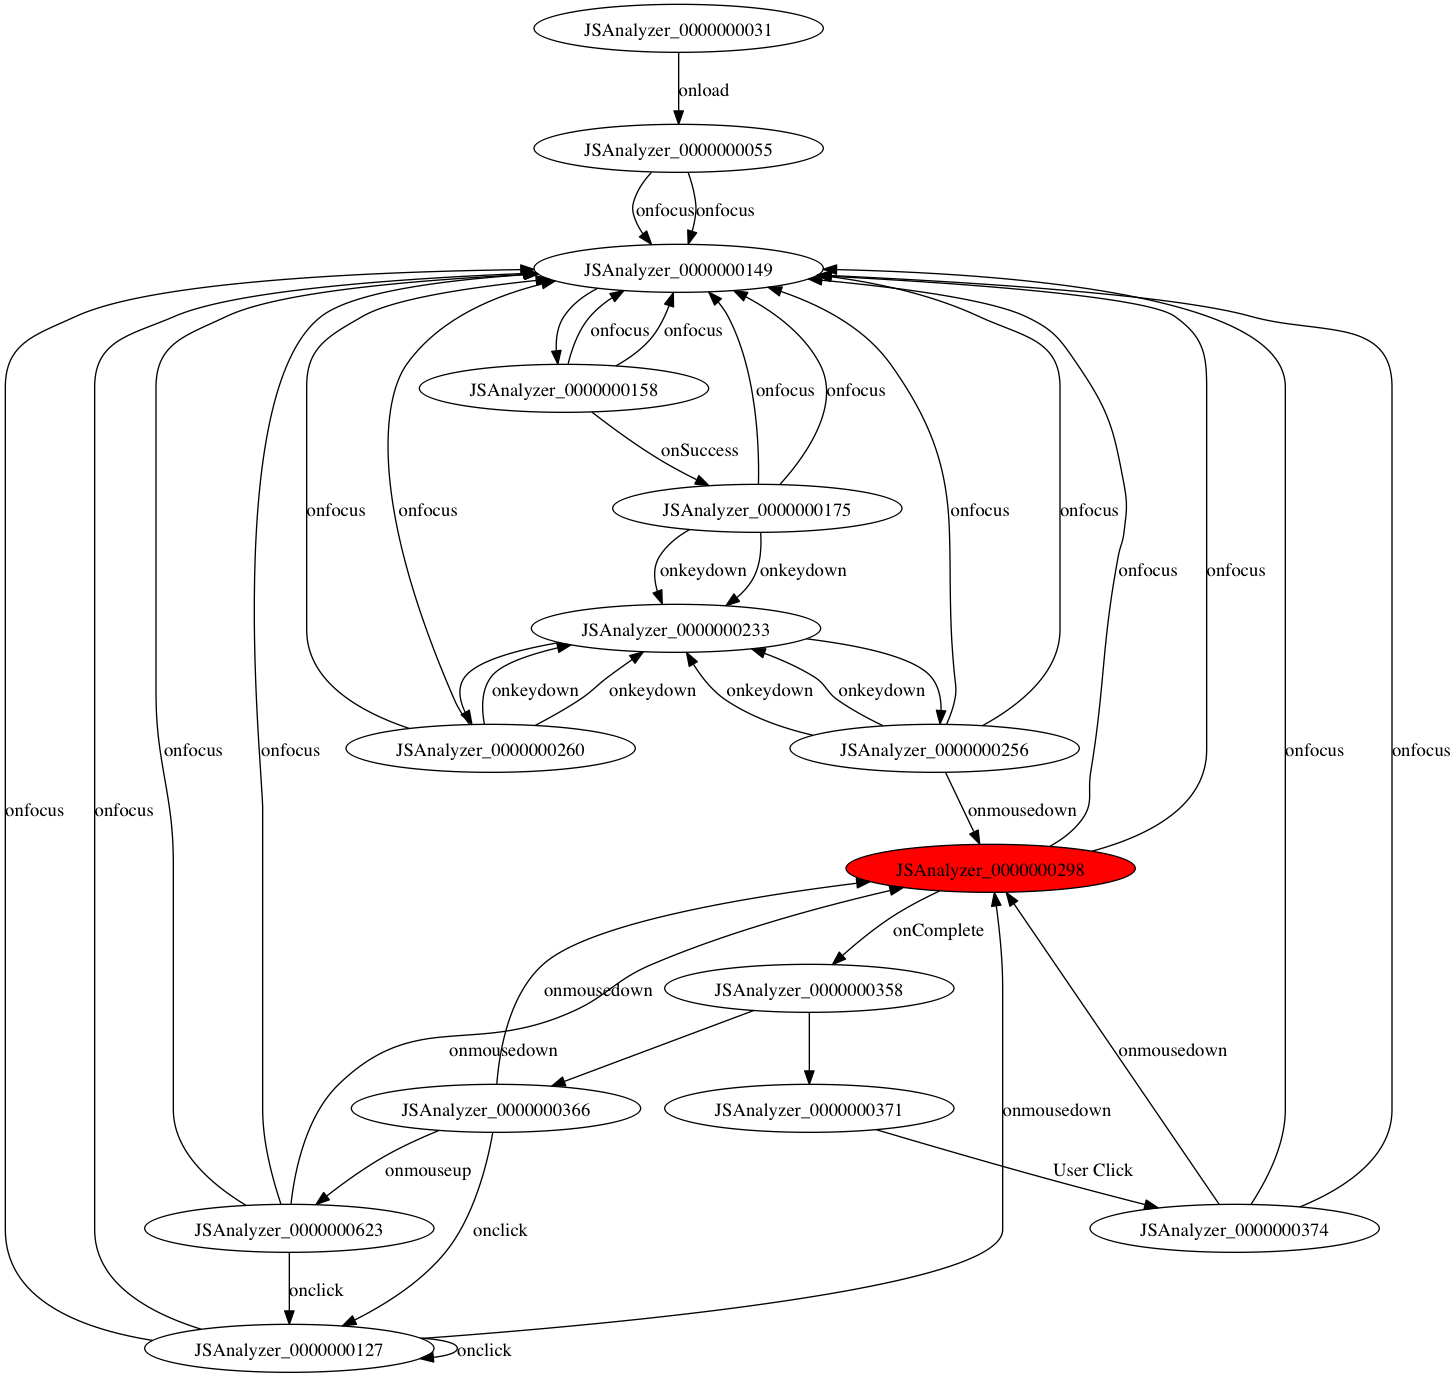 JSAnalyzer_0000000031
onload
JSAnalyzer_0000000055
onfocus onfocus
JSAnalyzer_0000000149
onfocus onfocus
JSAnalyzer_0000000158
onfocus onfocus
onSuccess
onfocus onfocus onfocus onfocus
JSAnalyzer_0000000175
onkeydown onkeydown onfocus onfocus
JSAnalyzer_0000000233
onkeydown onkeydown onkeydown onkeydown
onfocus onfocus JSAnalyzer_0000000260 JSAnalyzer_0000000256 onfocus onfocus
onfocus onfocus onmousedown
JSAnalyzer_0000000298
onComplete
onmousedown JSAnalyzer_0000000358
onmousedown onmousedown
JSAnalyzer_0000000366 JSAnalyzer_0000000371 onmousedown
onmouseup User Click
JSAnalyzer_0000000623 onclick JSAnalyzer_0000000374
onclick
JSAnalyzer_0000000127 onclick